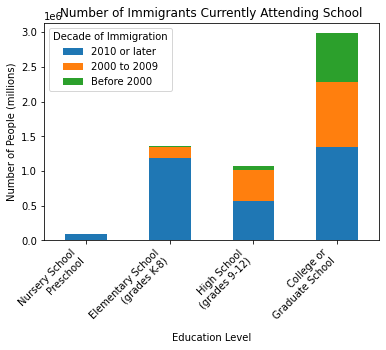 Number of Immigrants Currently Attending School
1e6
Decade of Immigration
2010 or later
2000 to 2009
Before 2000
Number of People (millions)
3.0
2.5
2.0
1.5
1.0
0.5
0.0
Nursery School
Preschool
Elementary School
(grades K-8)
High School
(grades 9-12)
College or
Graduate School
Education Level